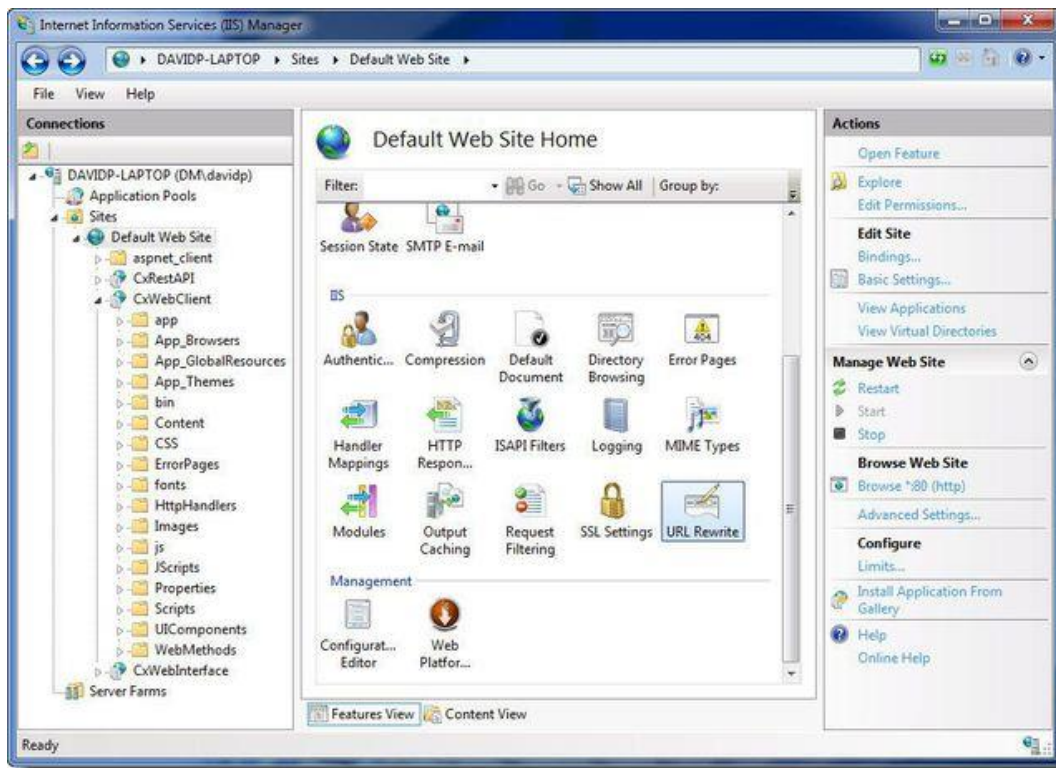 Internet Information Services (IIS) Manager
DAVIDP-LAPTOP ▸ Sites ▸ Default Web Site ▸
File View Help
Connections
DAVIDP-LAPTOP (DM\davidp)
Application Pools
Sites
Default Web Site
aspnet_client
CxRestAPI
CxWebClient
app
App_Browsers
App_GlobalResources
App_Themes
bin
Content
CSS
ErrorPages
fonts
HttpHandlers
Images
js
JScripts
Properties
Scripts
UIComponents
WebMethods
CxWebInterface
Server Farms
Default Web Site Home
Filter: Go Show All Group by:
Session State SMTP E-mail
IIS
404
Authentic... Compression Default Document Directory Browsing Error Pages
Handler Mappings HTTP Respon... ISAPI Filters Logging MIME Types
Modules Output Caching Request Filtering SSL Settings URL Rewrite
Management
Configurat... Editor Web Platfor...
Features View Content View
Actions
Open Feature
Explore
Edit Permissions...
Edit Site
Bindings...
Basic Settings...
View Applications
View Virtual Directories
Manage Web Site
Restart
Start
Stop
Browse Web Site
Browse *:80 (http)
Advanced Settings...
Configure
Limits...
Install Application From
Gallery
Help
Online Help
Ready